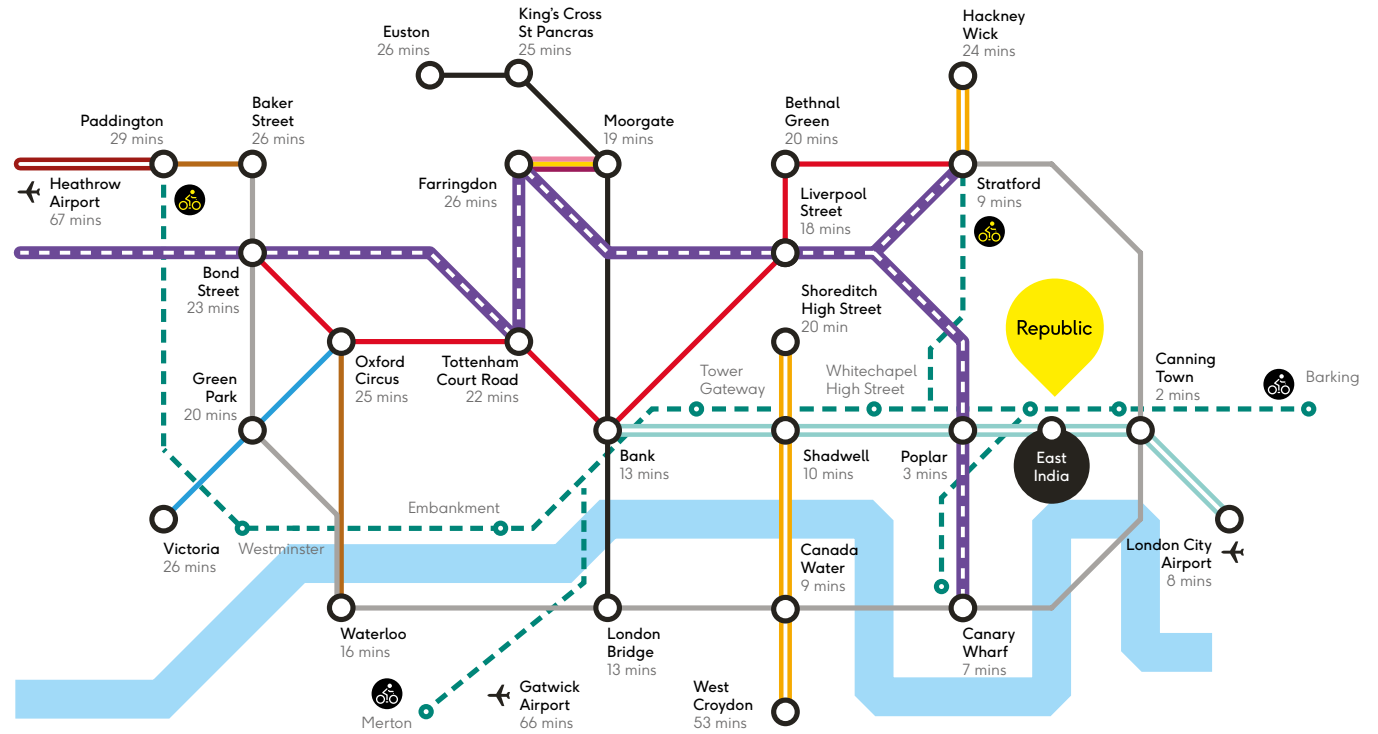 King's Cross
St Pancras
25 mins
Euston
26 mins
Hackney
Wick
24 mins
Paddington
29 mins
Baker
Street
26 mins
Moorgate
19 mins
Bethnal
Green
20 mins
Heathrow
Airport
67 mins
Farringdon
26 mins
Liverpool
Street
18 mins
Stratford
9 mins
Bond
Street
23 mins
Shoreditch
High Street
20 min
Republic
Oxford
Circus
25 mins
Tottenham
Court Road
22 mins
Green
Park
20 mins
Tower
Gateway
Whitechapel
High Street
Canning
Town
2 mins
Barking
Bank
13 mins
Shadwell
10 mins
Poplar
3 mins
East
India
Embankment
Victoria
26 mins
Westminster
Canada
Water
9 mins
London City
Airport
8 mins
Waterloo
16 mins
London
Bridge
13 mins
Canary
Wharf
7 mins
Merton
Gatwick
Airport
66 mins
West
Croydon
53 mins